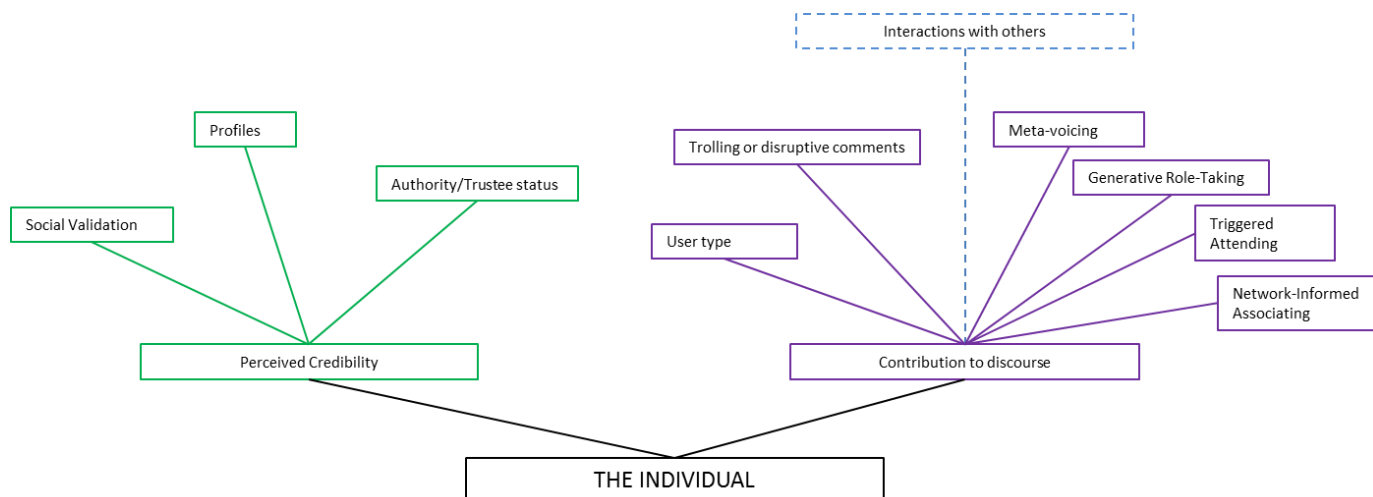 Interactions with others
Profiles
Meta-voicing
Trolling or disruptive comments
Authority/Trustee status
Generative Role-Taking
Social Validation
User type
Triggered
Attending
Network-Informed
Associating
Perceived Credibility
Contribution to discourse
THE INDIVIDUAL